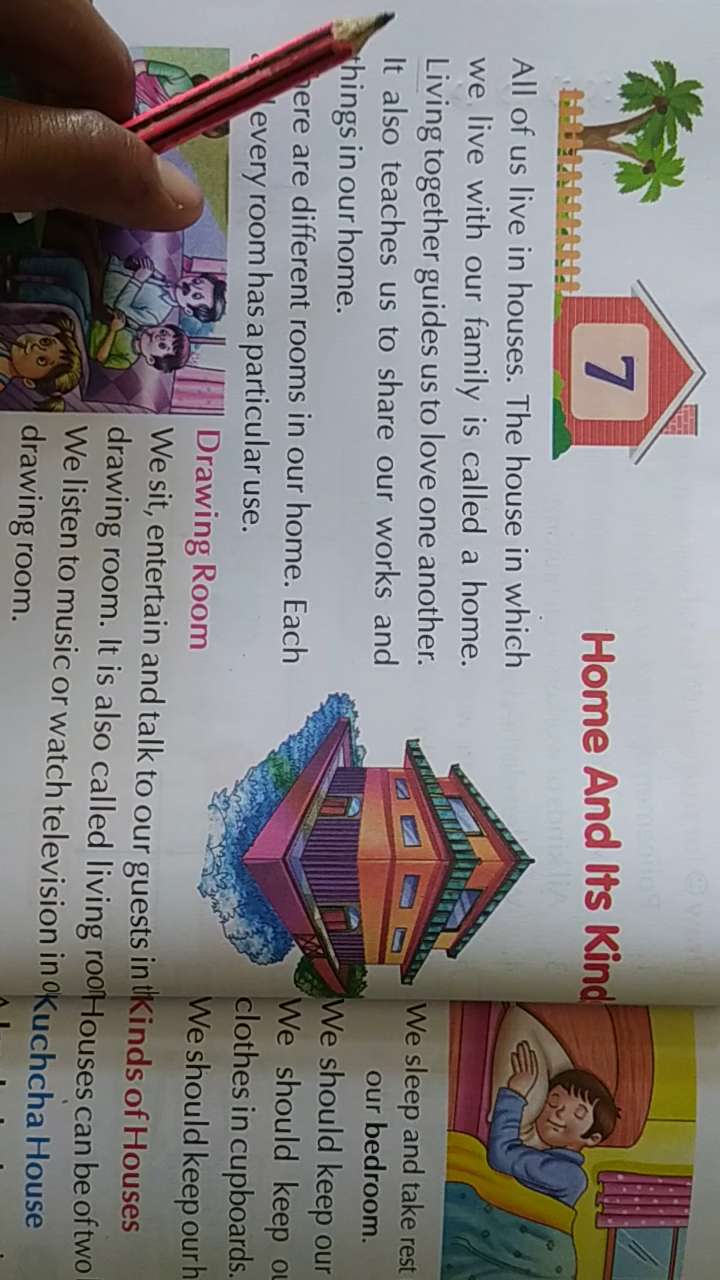 7
Home And Its Kind
All of us live in houses. The house in which
we live with our family is called a home.
Living together guides us to love one another.
It also teaches us to share our works and
things in our home.
are different rooms in our home. Each
every room has a particular use.
Drawing Room
We sit, entertain and talk to our guests in
drawing room. It is also called living
We listen to music or watch television in
drawing room.
We sleep and take rest
our bedroom.
We should keep our
We should keep
clothes in cupboards.
We should keep our
Kinds of Houses
Houses can be of two
Kuchcha House